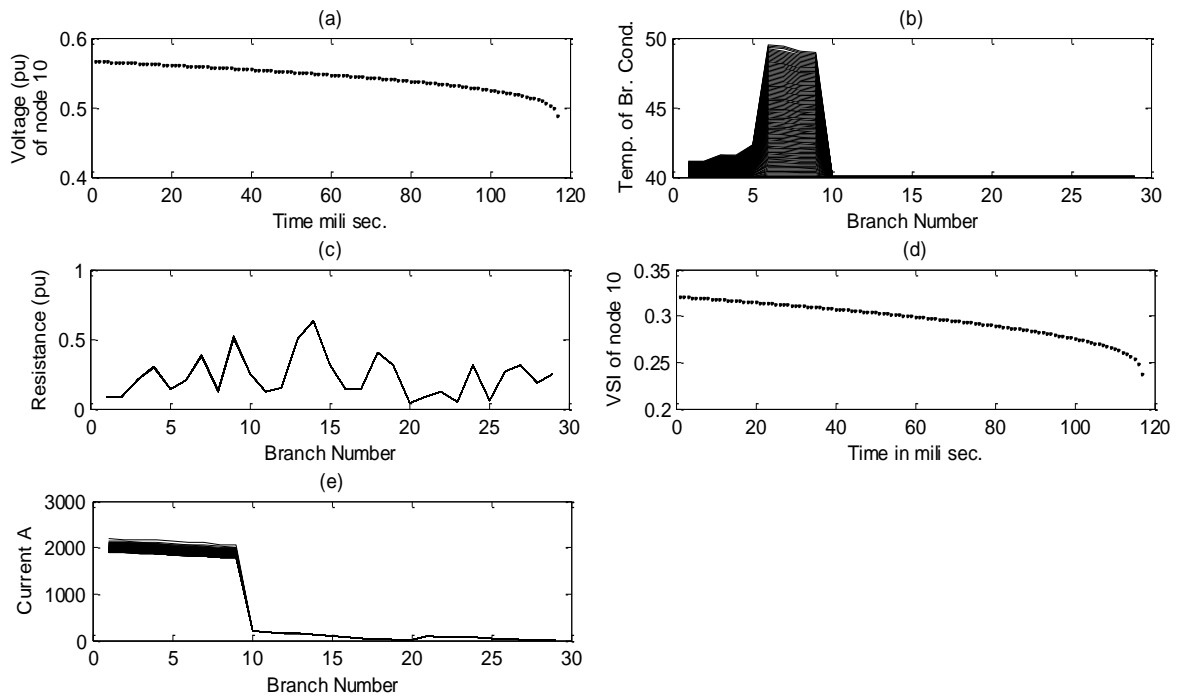 (a)
Voltage (pu)
of node 10
0.6
0.5
0.4
0 20 40 60 80 100 120
Time mili sec.
(b)
Temp. of Br. Cond.
50
45
40
0 5 10 15 20 25 30
Branch Number
(c)
Resistance (pu)
1
0.5
0
0 5 10 15 20 25 30
Branch Number
(d)
VSI of node 10
0.35
0.3
0.25
0.2
0 20 40 60 80 100 120
Time in mili sec.
(e)
Current A
3000
2000
1000
0
0 5 10 15 20 25 30
Branch Number